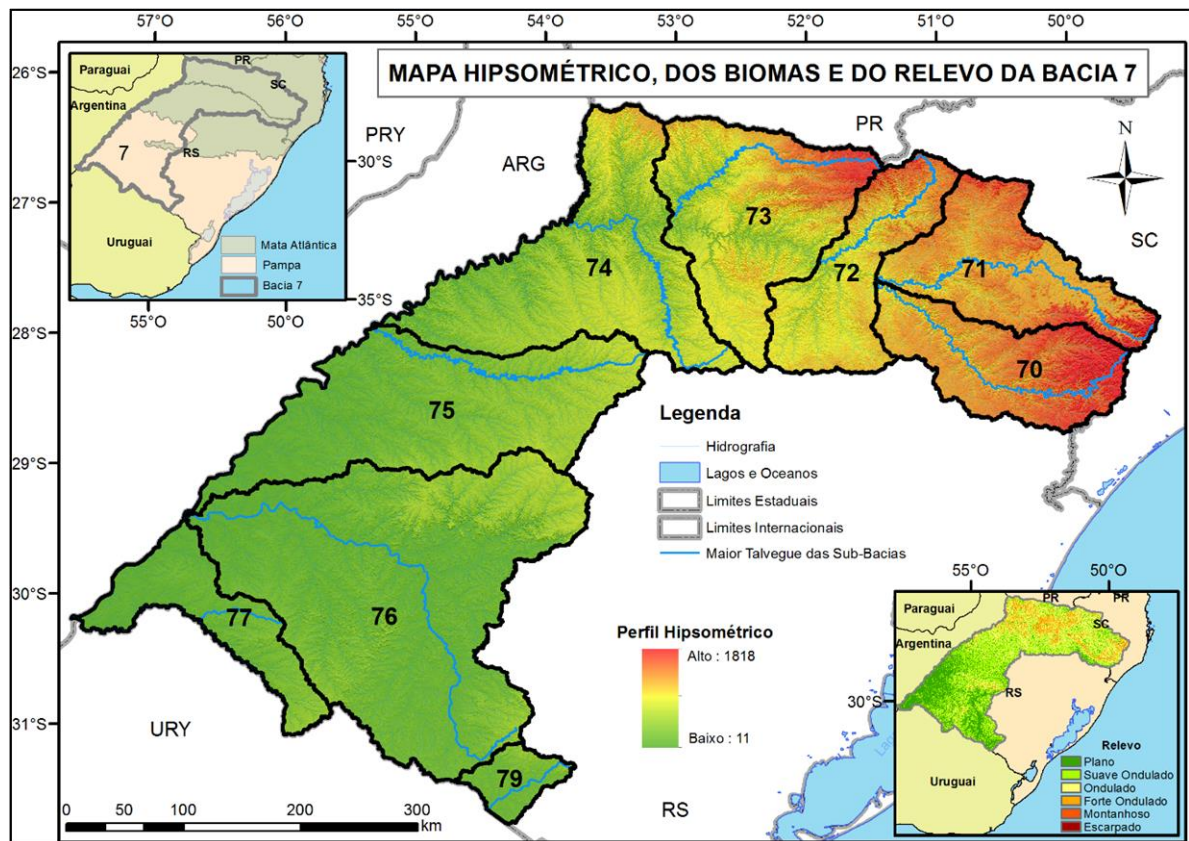 57°O 56°O 55°O 54°O 53°O 52°O 51°O 50°O
MAPA HIPSOMÉTRICO, DOS BIOMAS E DO RELEVO DA BACIA 7
26°S
27°S
28°S
29°S
30°S
31°S
Paraguai
PR
SC
Argentina
7
RS
Uruguai
Mata Atlântica
Pampa
Bacia 7
30°S
35°S
55°O 50°O
PRY
ARG
PR
N
SC
73
74
72
71
70
75
76
77
79
URY
RS
Legenda
Hidrografia
Lagos e Oceanos
Limites Estaduais
Limites Internacionais
Maior Talvegue das Sub-Bacias
Perfil Hipsométrico
Alto : 1818
Baixo : 11
0 50 100 200 300
km
55°O 50°O
30°S
Paraguai
PR
PR
SC
Argentina
RS
Uruguai
Relevo
Plano
Suave Ondulado
Ondulado
Forte Ondulado
Montanhoso
Escarpado